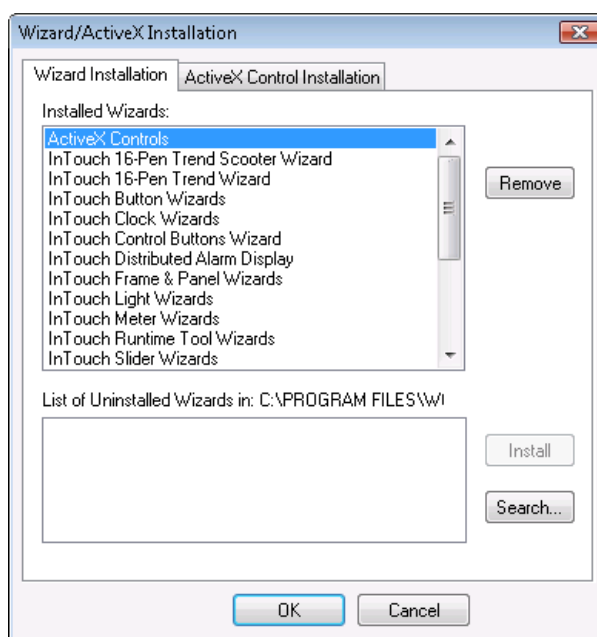 Wizard/ActiveX Installation
Wizard Installation
ActiveX Control Installation
Installed Wizards:
ActiveX Controls
InTouch 16-Pen Trend Scooter Wizard
InTouch 16-Pen Trend Wizard
InTouch Button Wizards
InTouch Clock Wizards
InTouch Control Buttons Wizard
InTouch Distributed Alarm Display
InTouch Frame & Panel Wizards
InTouch Light Wizards
InTouch Meter Wizards
InTouch Runtime Tool Wizards
InTouch Slider Wizards
Remove
List of Uninstalled Wizards in: C:\PROGRAM FILES\W
Install
Search...
OK
Cancel